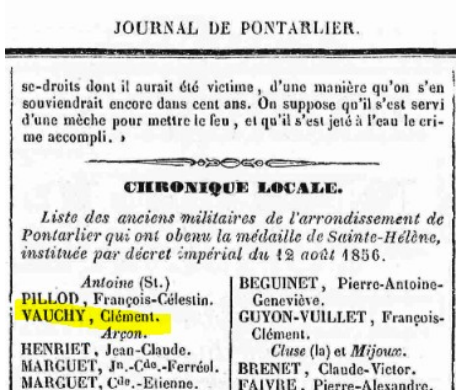 JOURNAL DE PONTARLIER.
se-droits dont il aurait été victime, d'une manière qu'on s'en
souviendrait encore dans cent ans. On suppose qu'il s'est servi
d'une mèche pour mettre le feu, et qu'il s'est jeté à l'eau le cri-
me accompli. »
CHRONIQUE LOCALE.
Liste des anciens militaires de l'arrondissement de
Pontarlier qui ont obenu la médaille de Sainte-Hélène,
instituée par décret impérial du 12 août 1856.
Antoine (St.)
PILLOD, François-Célestin.
VAUCHY, Clément.
Arçon.
HENRIET, Jean-Claude.
MARGUET, Jn.-Cde.-Ferréol.
MARGUET, Cde.-Etienne.
BEGUINET, Pierre-Antoine-
Geneviève.
GUYON-VUILLET, François-
Clément.
Cluse (la) et Mijoux.
BRENET, Claude-Victor.
FAIVRE, Pierre-Alexandre.